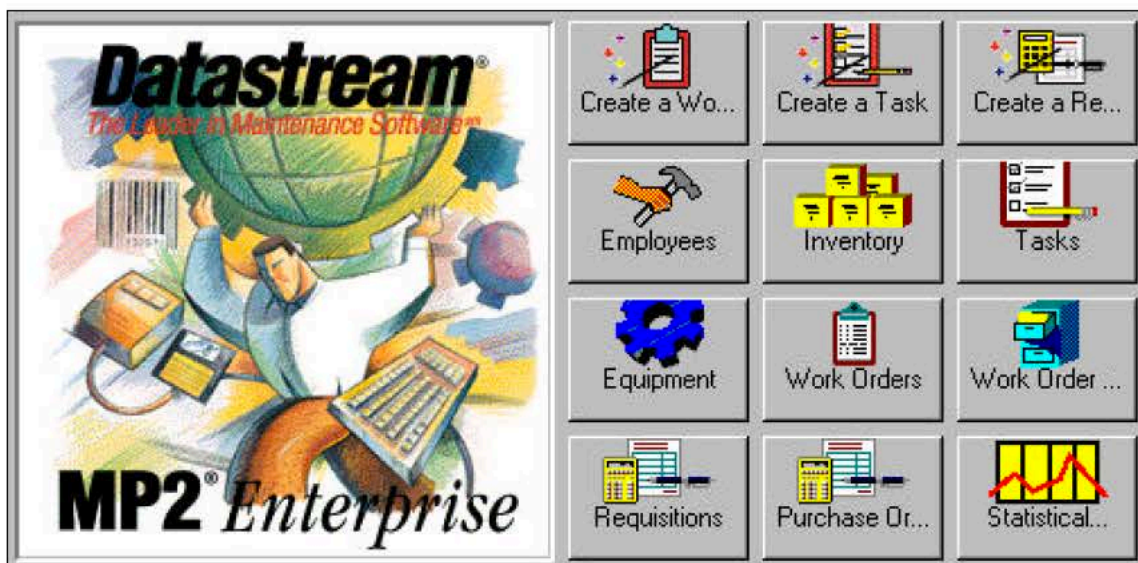 Datastream®
The Leader in Maintenance Software
MP2® Enterprise
Create a Wo...
Create a Task
Create a Re...
Employees
Inventory
Tasks
Equipment
Work Orders
Work Order ...
Requisitions
Purchase Or...
Statistical...